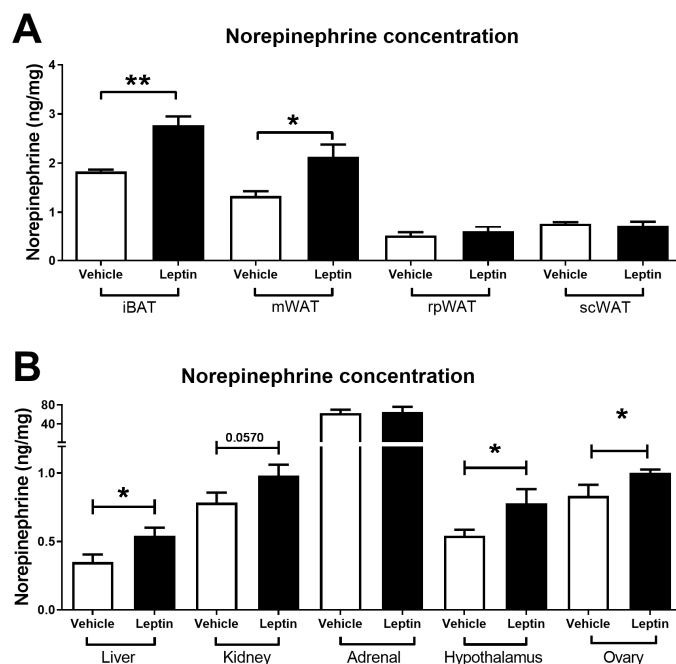 A
Norepinephrine concentration
Norepinephrine (ng/mg)
4
3
2
1
0
**
*
Vehicle Leptin Vehicle Leptin Vehicle Leptin Vehicle Leptin
iBAT mWAT rpWAT scWAT
B
Norepinephrine concentration
Norepinephrine (ng/mg)
80
40
1.0
0.5
0.0
*
0.0570
*
*
Vehicle Leptin Vehicle Leptin Vehicle Leptin Vehicle Leptin Vehicle Leptin
Liver Kidney Adrenal Hypothalamus Ovary